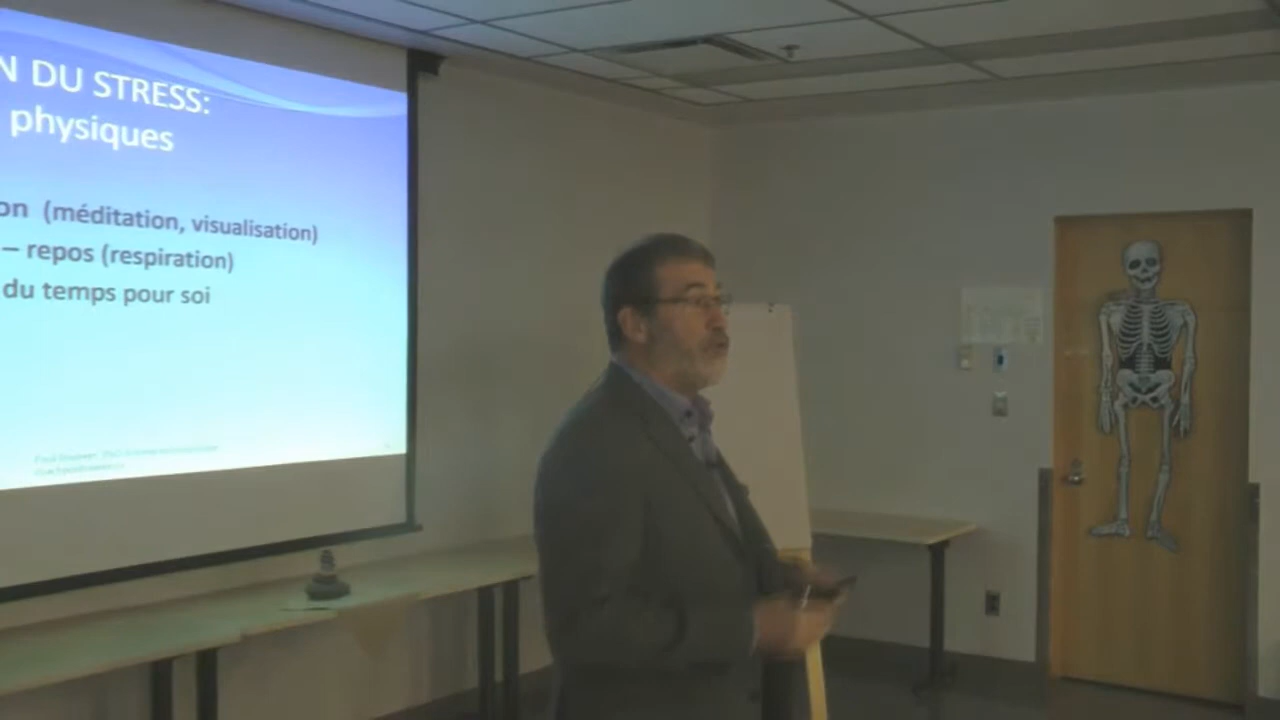 N DU STRESS:
physiques
on (méditation, visualisation)
– repos (respiration)
du temps pour soi